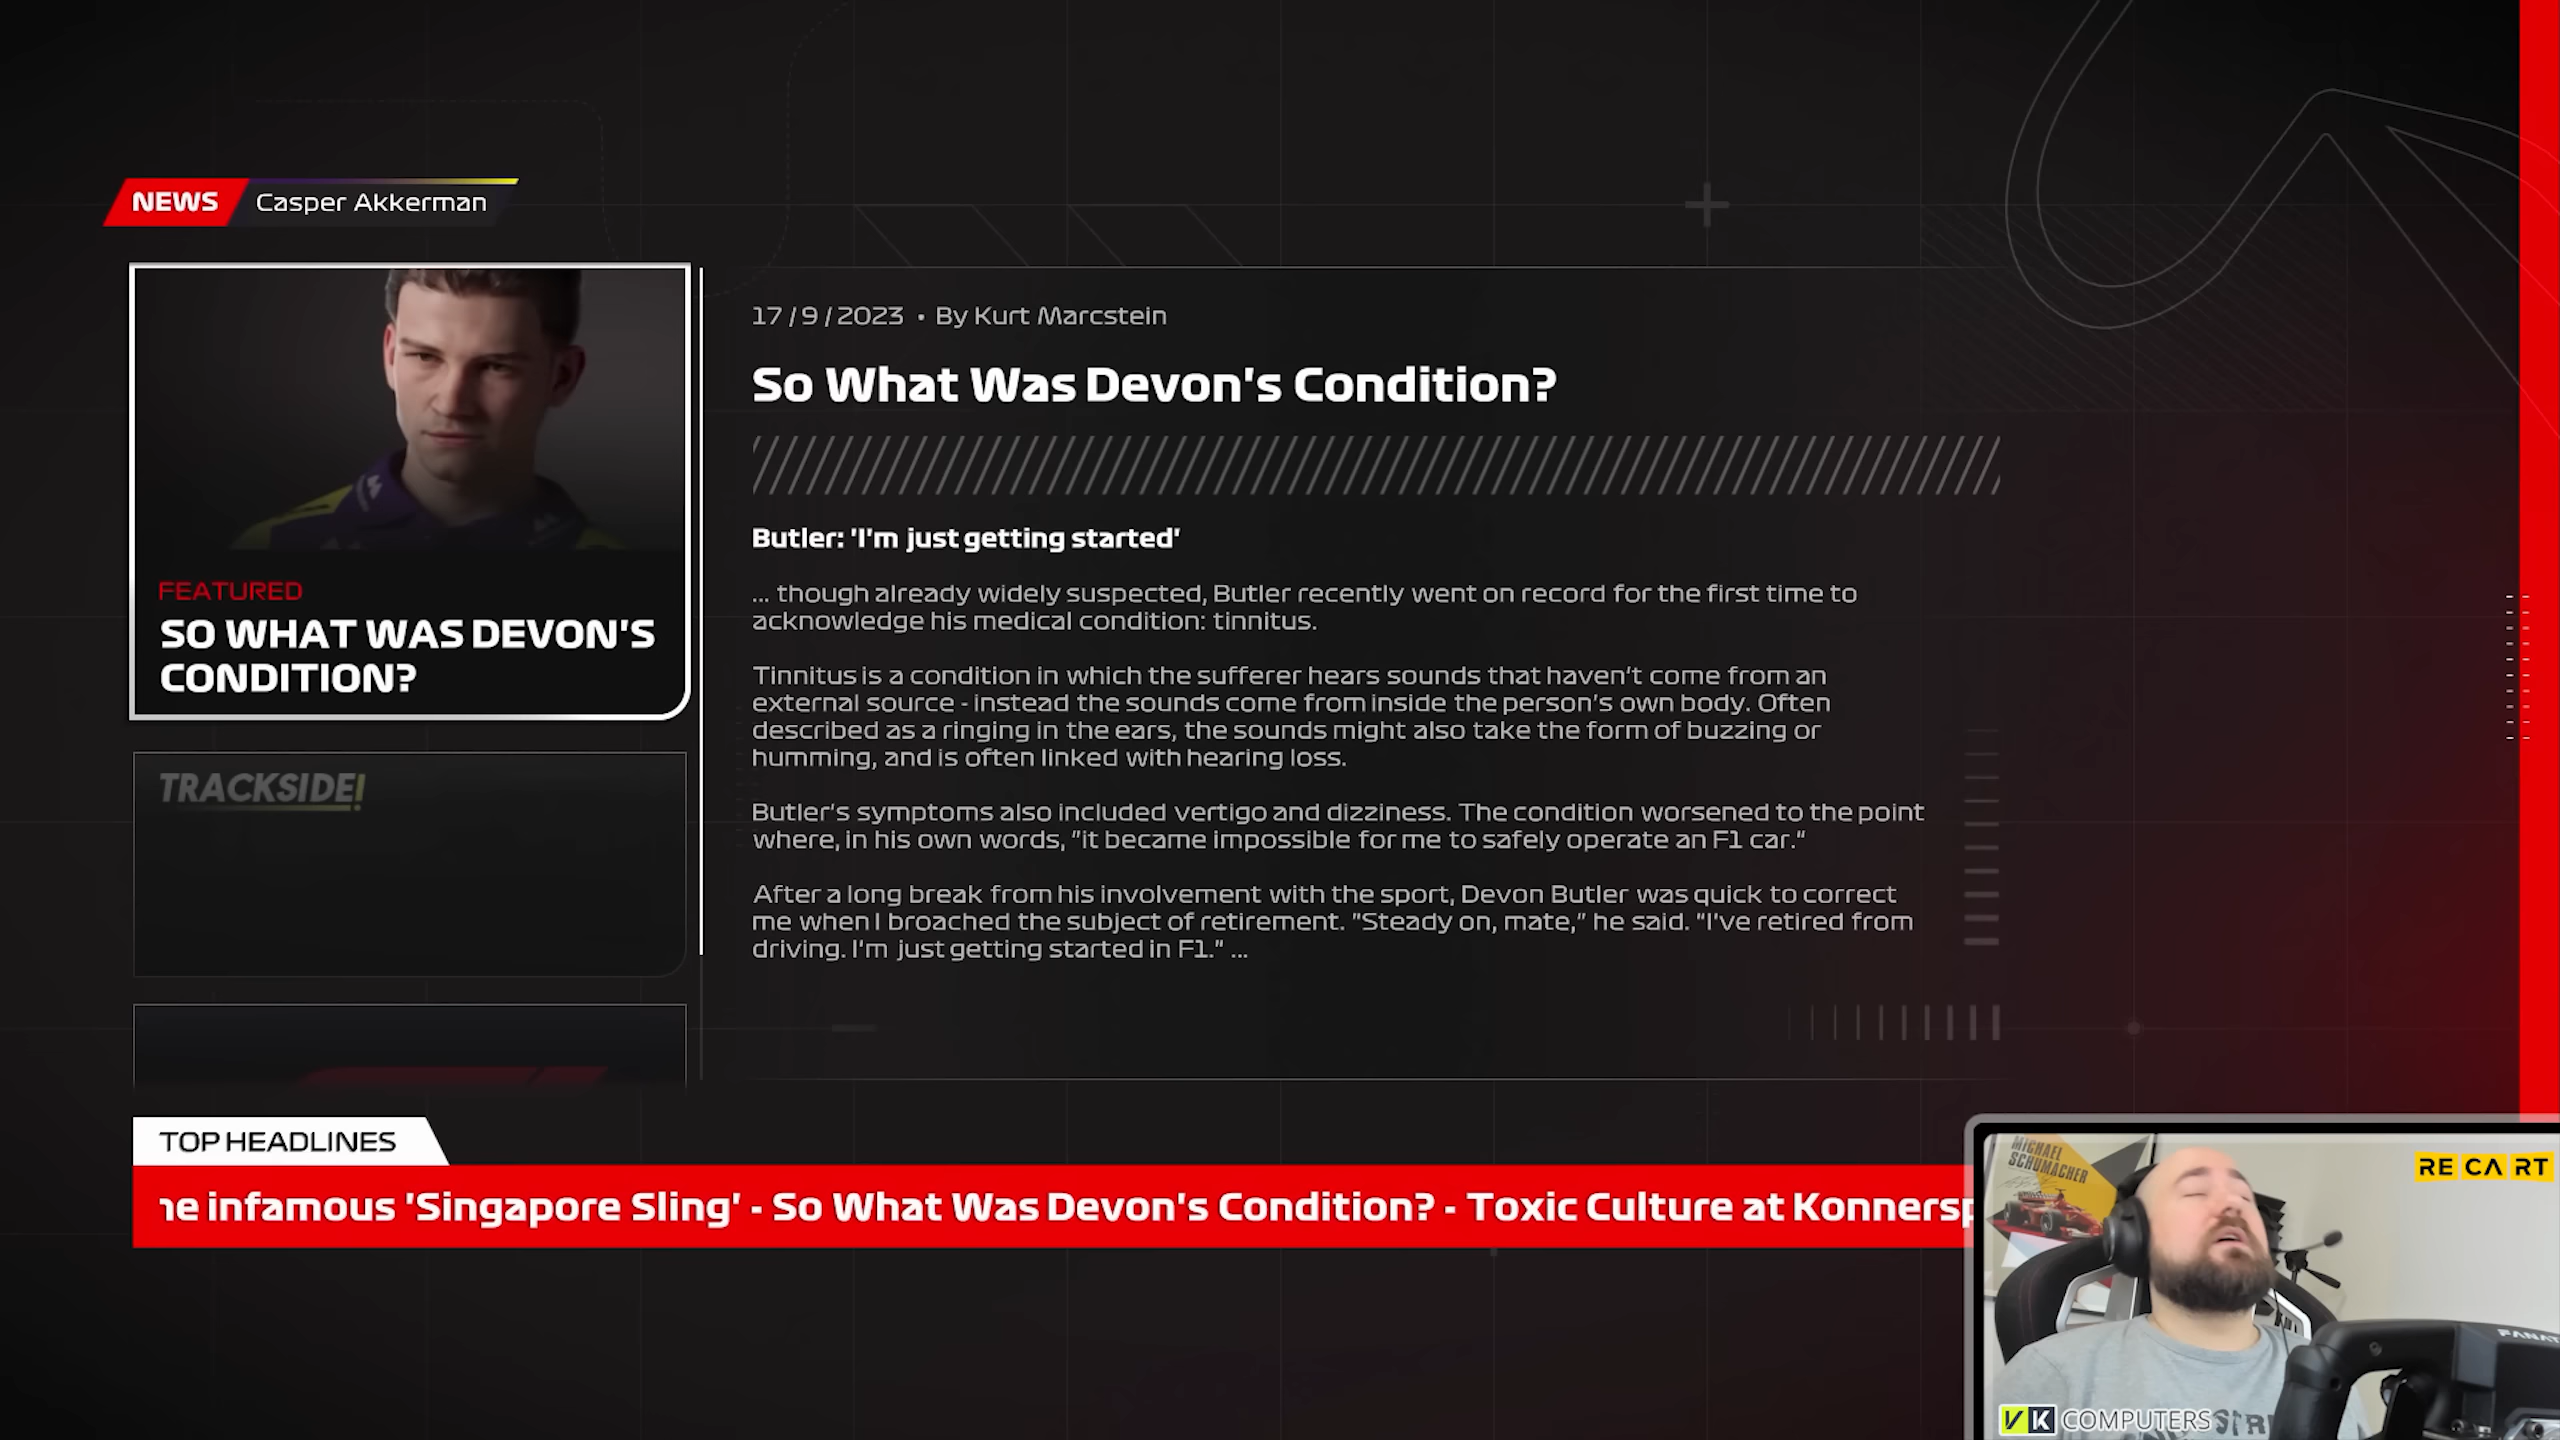 NEWS Casper Akkerman
17/9/2023 • By Kurt Marcstein
So What Was Devon's Condition?
Butler: 'I'm just getting started'
... though already widely suspected, Butler recently went on record for the first time to
acknowledge his medical condition: tinnitus.
Tinnitus is a condition in which the sufferer hears sounds that haven't come from an
external source - instead the sounds come from inside the person's own body. Often
described as a ringing in the ears, the sounds might also take the form of buzzing or
humming, and is often linked with hearing loss.
Butler's symptoms also included vertigo and dizziness. The condition worsened to the point
where, in his own words, "it became impossible for me to safely operate an F1 car."
After a long break from his involvement with the sport, Devon Butler was quick to correct
me when I broached the subject of retirement. "Steady on, mate," he said. "I've retired from
driving. I'm just getting started in F1." ...
FEATURED
SO WHAT WAS DEVON'S
CONDITION?
TRACKSIDE!
TOP HEADLINES
infamous 'Singapore Sling' - So What Was Devon's Condition? - Toxic Culture at
MICHAEL
SCHUMACHER
RE CA RT
VK COMPUTERS